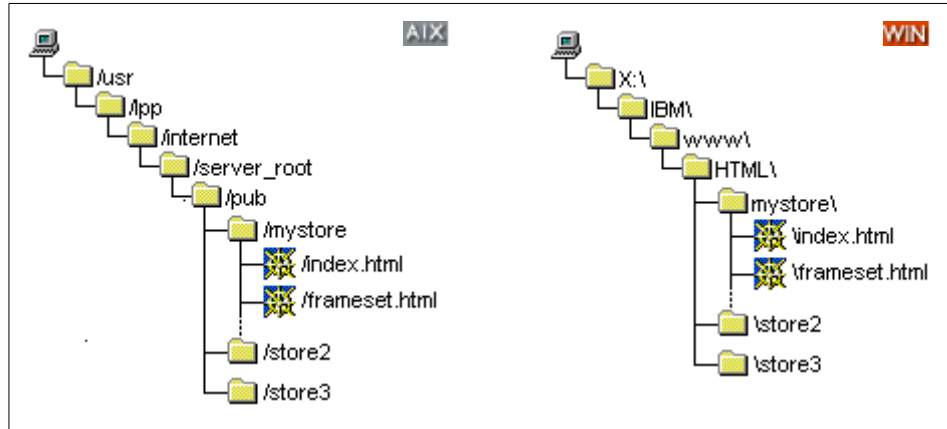 AIX
/usr
/lpp
/internet
/server_root
/pub
/mystore
/index.html
/frameset.html
/store2
/store3
WIN
X:\
IBM\
www\
HTML\
mystore\
\index.html
\frameset.html
\store2
\store3